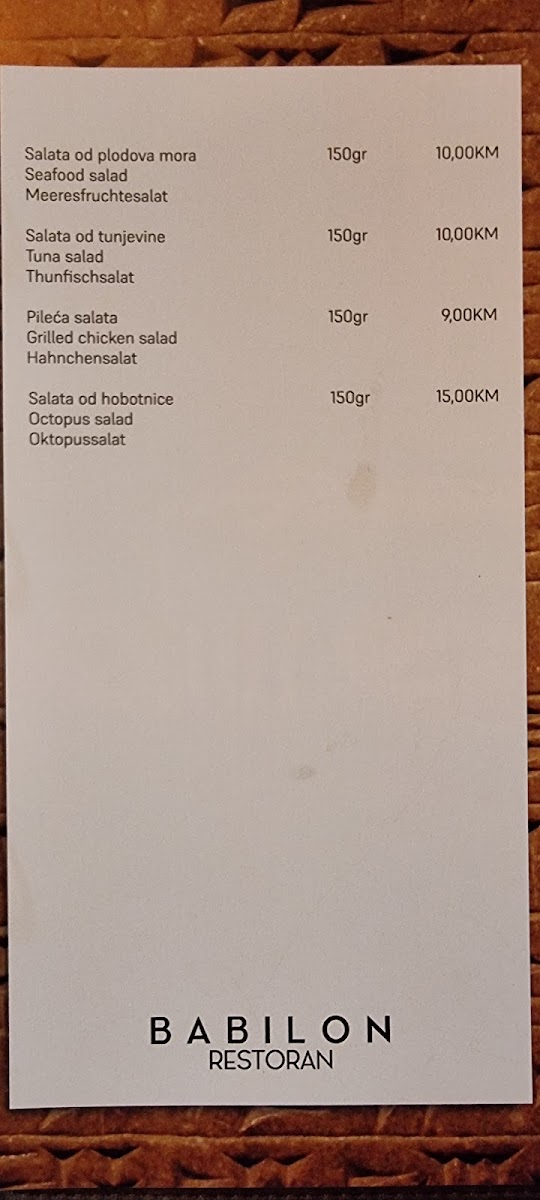 Salata od plodova mora 150gr 10,00KM
Seafood salad
Meeresfruchtesalat
Salata od tunjevine 150gr 10,00KM
Tuna salad
Thunfischsalat
Pileća salata 150gr 9,00KM
Grilled chicken salad
Hahnchensalat
Salata od hobotnice 150gr 15,00KM
Octopus salad
Oktopussalat
BABILON
RESTORAN